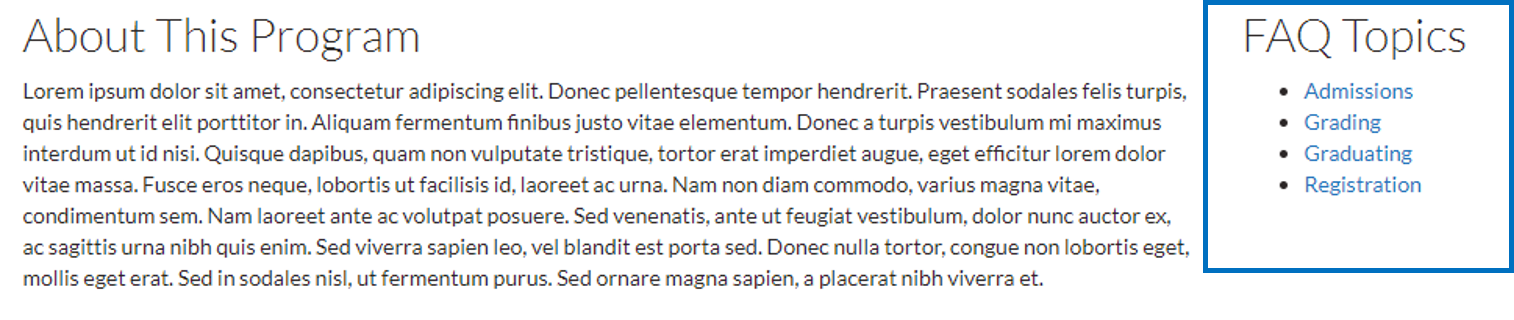 About This Program
Lorem ipsum dolor sit amet, consectetur adipiscing elit. Donec pellentesque tempor hendrerit. Praesent sodales felis turpis,
quis hendrerit elit porttitor in. Aliquam fermentum finibus justo vitae elementum. Donec a turpis vestibulum mi maximus
interdum ut id nisi. Quisque dapibus, quam non vulputate tristique, tortor erat imperdiet augue, eget efficitur lorem dolor
vitae massa. Fusce eros neque, lobortis ut facilisis id, laoreet ac urna. Nam non diam commodo, varius magna vitae,
condimentum sem. Nam laoreet ante ac volutpat posuere. Sed venenatis, ante ut feugiat vestibulum, dolor nunc auctor ex,
ac sagittis urna nibh quis enim. Sed viverra sapien leo, vel blandit est porta sed. Donec nulla tortor, congue non lobortis eget,
mollis eget erat. Sed in sodales nisl, ut fermentum purus. Sed ornare magna sapien, a placerat nibh viverra et.
FAQ Topics
• Admissions
• Grading
• Graduating
• Registration